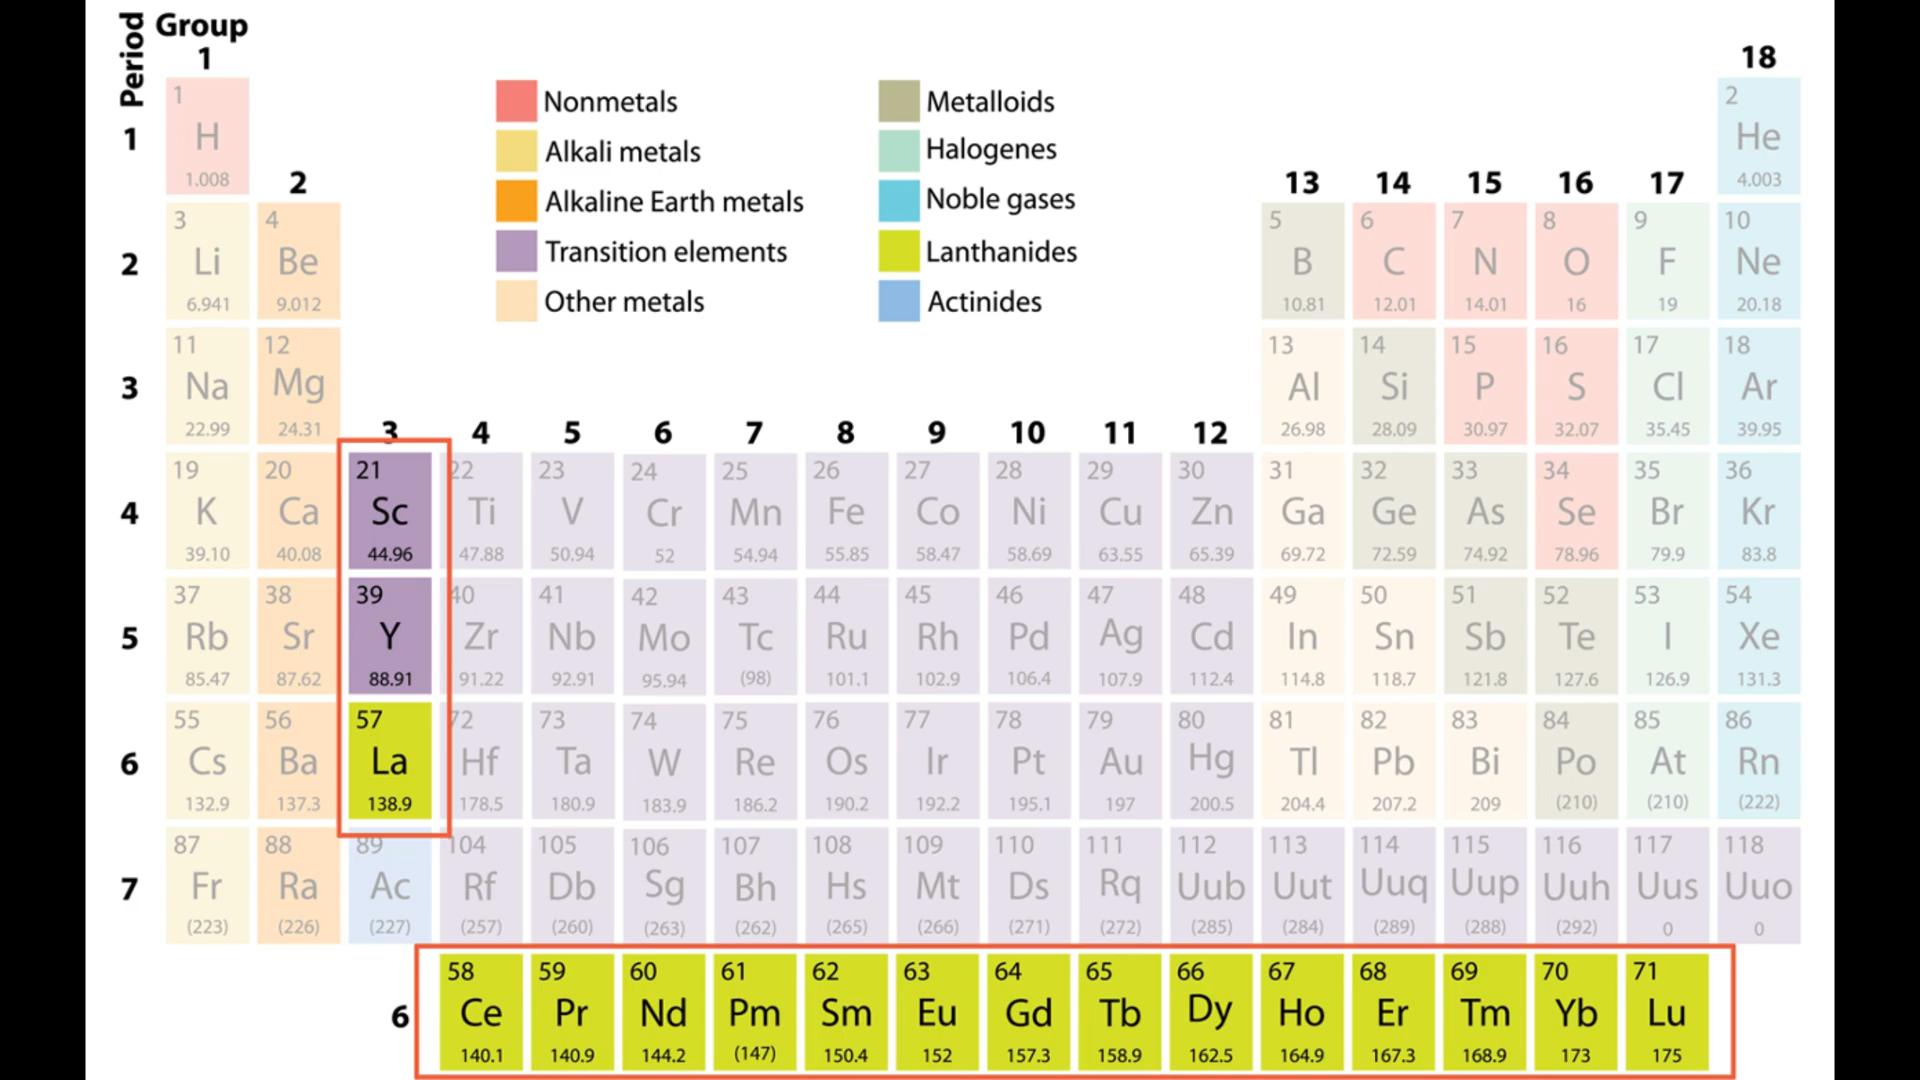 Period
Group
1
18
1
H
1.008
2
He
4.003
Nonmetals
Alkali metals
Alkaline Earth metals
Transition elements
Other metals
Metalloids
Halogenes
Noble gases
Lanthanides
Actinides
1
2
13 14 15 16 17
2
3 4 5 6 7 8 9 10
Li Be B C N O F Ne
6.941 9.012 10.81 12.01 14.01 16 19 20.18
3
11 12 13 14 15 16 17 18
Na Mg Al Si P S Cl Ar
22.99 24.31 26.98 28.09 30.97 32.07 35.45 39.95
3 4 5 6 7 8 9 10 11 12
4
19 20 21 22 23 24 25 26 27 28 29 30 31 32 33 34 35 36
K Ca Sc Ti V Cr Mn Fe Co Ni Cu Zn Ga Ge As Se Br Kr
39.10 40.08 44.96 47.88 50.94 52 54.94 55.85 58.47 58.69 63.55 65.39 69.72 72.59 74.92 78.96 79.9 83.8
5
37 38 39 40 41 42 43 44 45 46 47 48 49 50 51 52 53 54
Rb Sr Y Zr Nb Mo Tc Ru Rh Pd Ag Cd In Sn Sb Te I Xe
85.47 87.62 88.91 91.22 92.91 95.94 (98) 101.1 102.9 106.4 107.9 112.4 114.8 118.7 121.8 127.6 126.9 131.3
6
55 56 57 72 73 74 75 76 77 78 79 80 81 82 83 84 85 86
Cs Ba La Hf Ta W Re Os Ir Pt Au Hg Tl Pb Bi Po At Rn
132.9 137.3 138.9 178.5 180.9 183.9 186.2 190.2 192.2 195.1 197 200.5 204.4 207.2 209 (210) (210) (222)
7
87 88 89 104 105 106 107 108 109 110 111 112 113 114 115 116 117 118
Fr Ra Ac Rf Db Sg Bh Hs Mt Ds Rq Uub Uut Uuq Uup Uuh Uus Uuo
(223) (226) (227) (257) (260) (263) (262) (265) (266) (271) (272) (285) (284) (289) (288) (292) 0 0
6
58 59 60 61 62 63 64 65 66 67 68 69 70 71
Ce Pr Nd Pm Sm Eu Gd Tb Dy Ho Er Tm Yb Lu
140.1 140.9 144.2 (147) 150.4 152 157.3 158.9 162.5 164.9 167.3 168.9 173 175